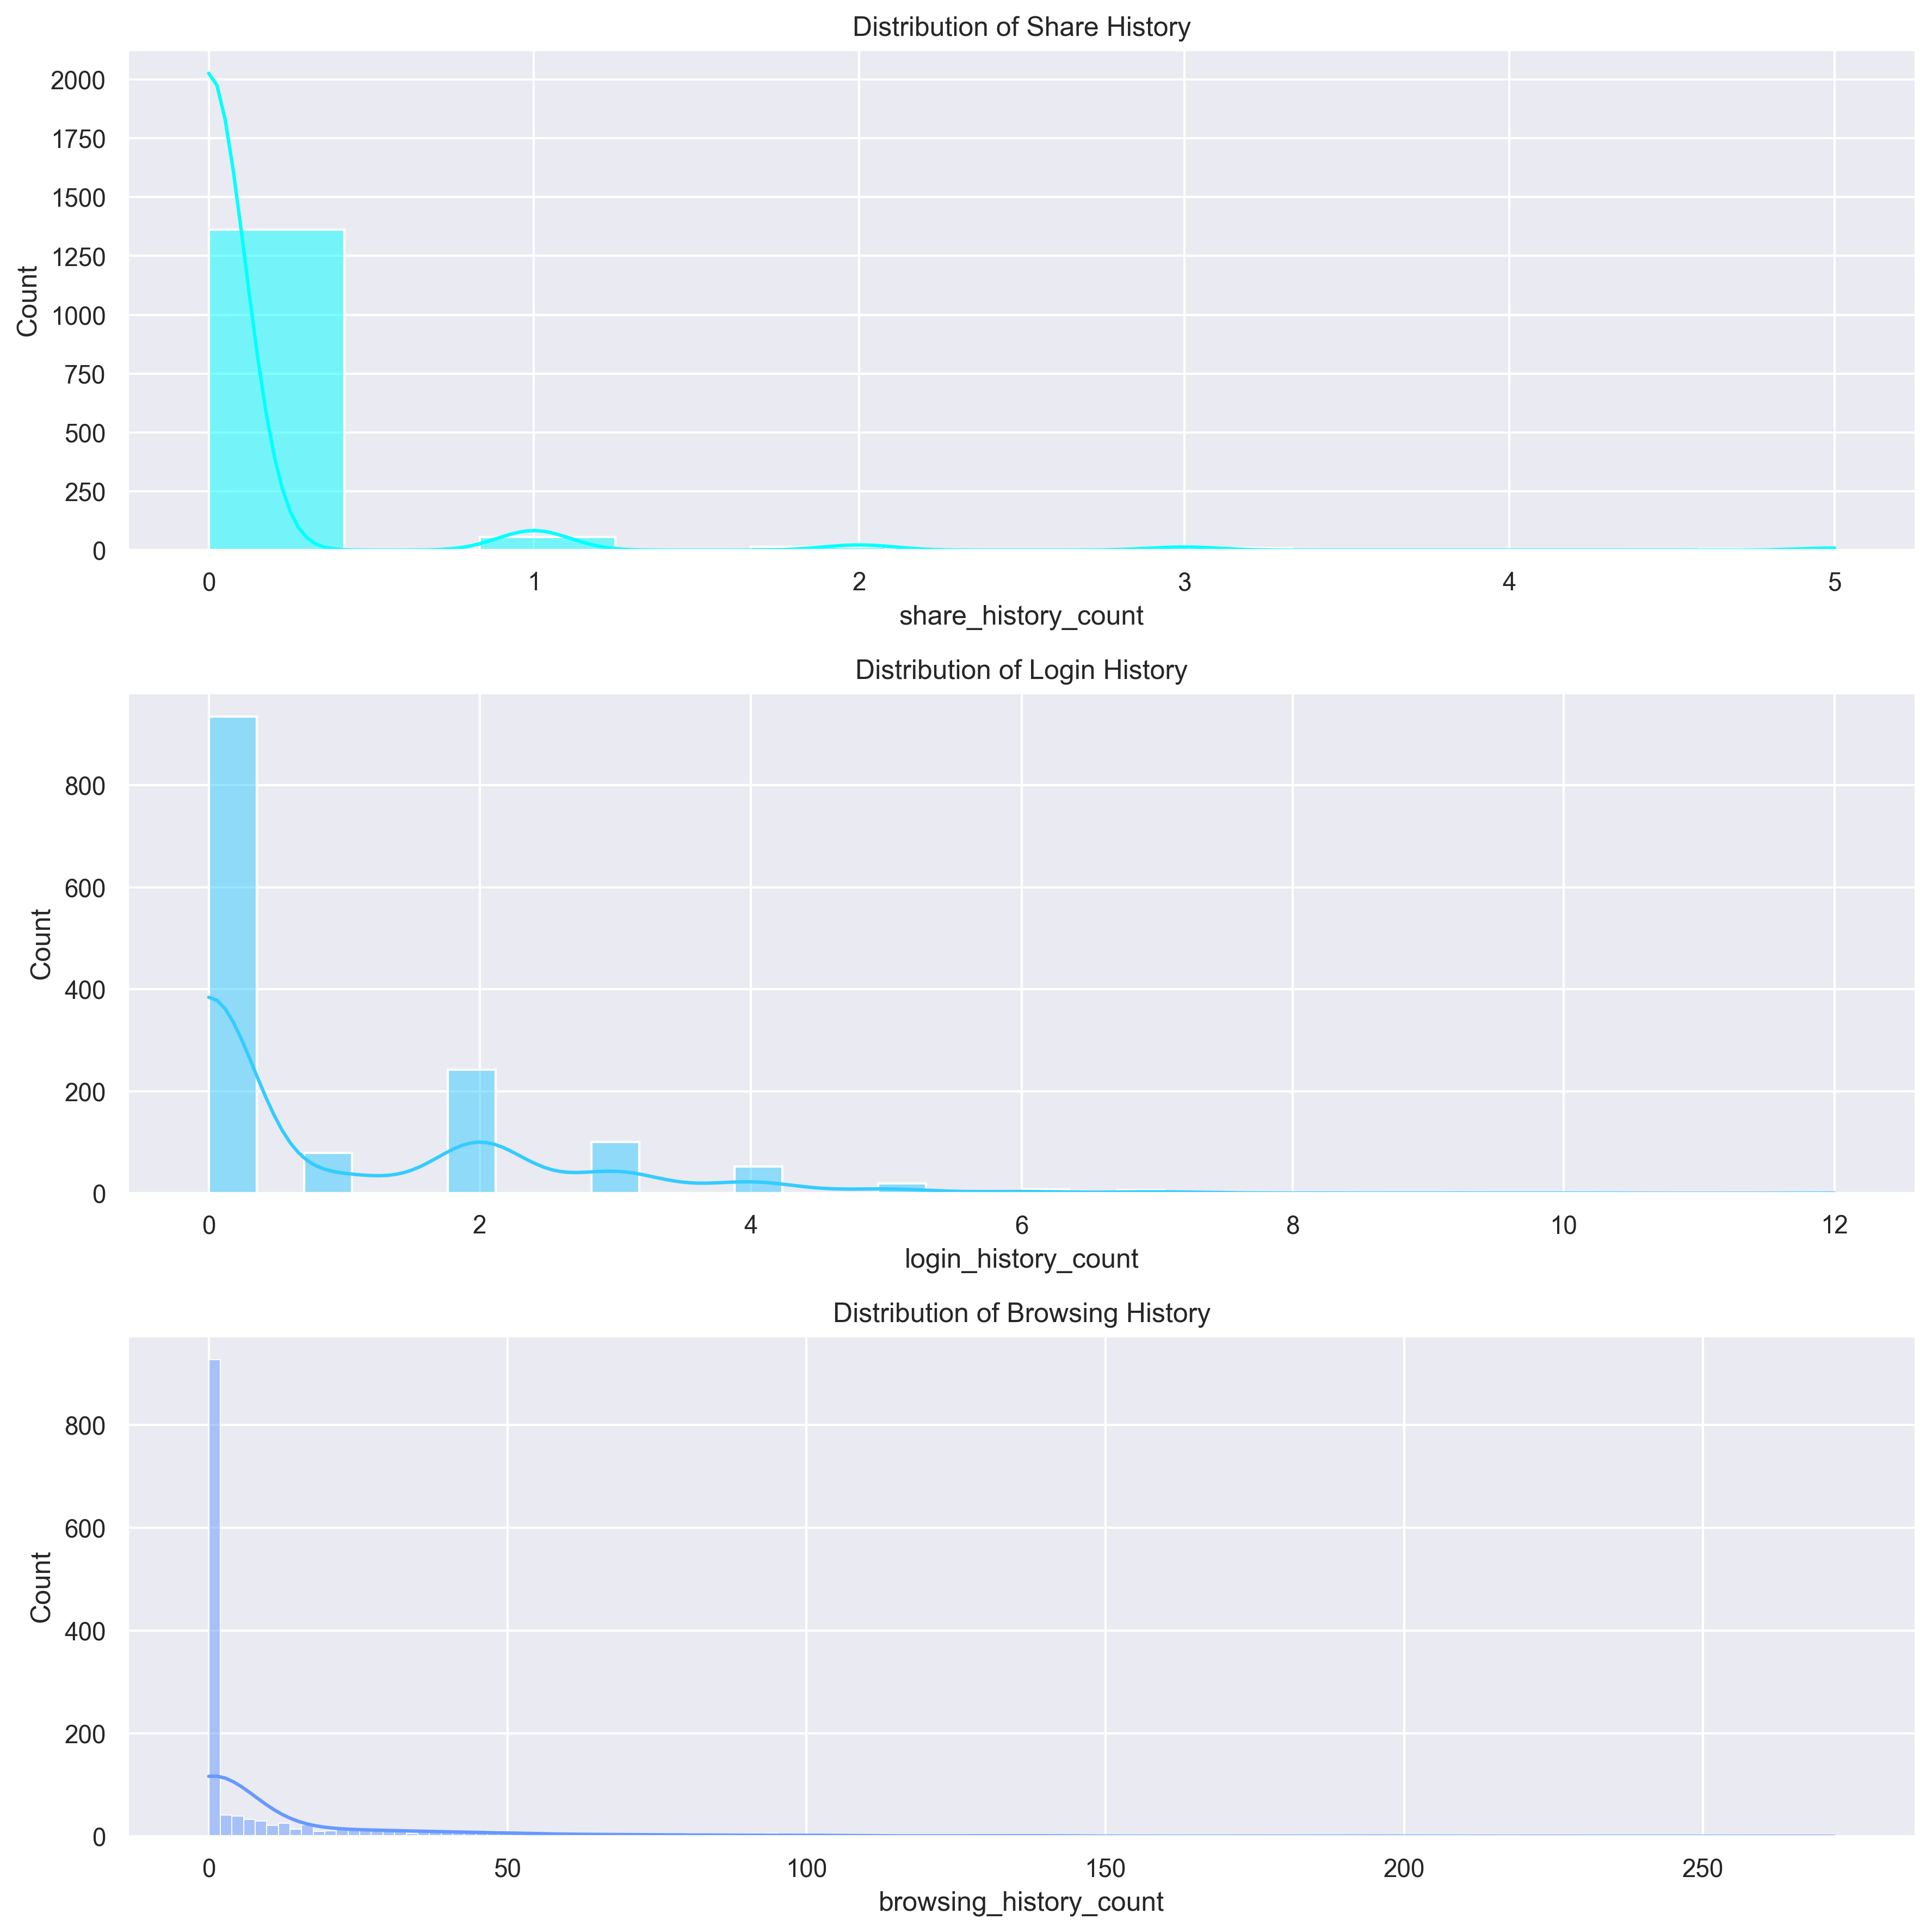 Distribution of Share History
2000
1750
1500
1250
1000
750
500
250
0
Count
0 1 2 3 4 5
share_history_count
Distribution of Login History
800
600
400
200
0
Count
0 2 4 6 8 10 12
login_history_count
Distribution of Browsing History
800
600
400
200
0
Count
0 50 100 150 200 250
browsing_history_count